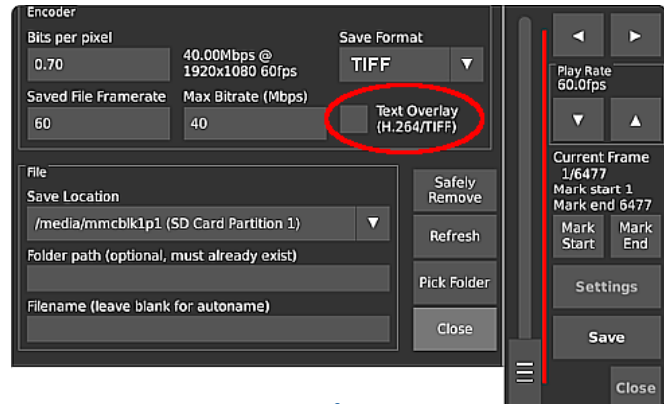 Encoder
Bits per pixel
0.70
40.00Mbps @
1920x1080 60fps
Save Format
TIFF
Saved File Framerate
60
Max Bitrate (Mbps)
40
Text Overlay
(H.264/TIFF)
File
Save Location
/media/mmcblk1p1 (SD Card Partition 1)
Folder path (optional, must already exist)
Filename (leave blank for autoname)
Safely
Remove
Refresh
Pick Folder
Close
Play Rate
60.0fps
Current Frame
1/6477
Mark start 1
Mark end 6477
Mark
Start
Mark
End
Settings
Save
Close